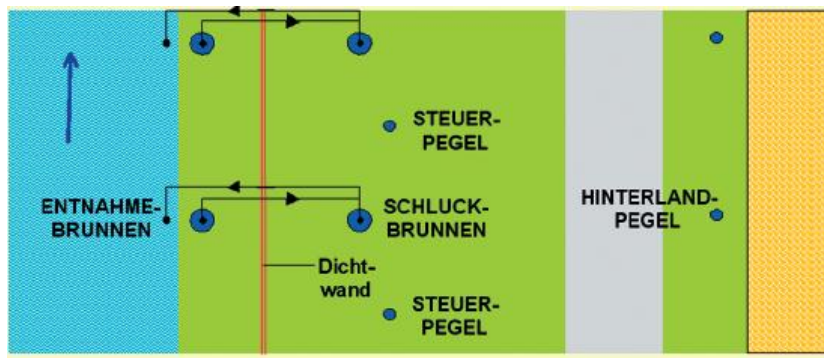 STEUER-
PEGEL
ENTNAHME-
BRUNNEN
SCHLUCK-
BRUNNEN
HINTERLAND-
PEGEL
Dicht-
wand
STEUER-
PEGEL